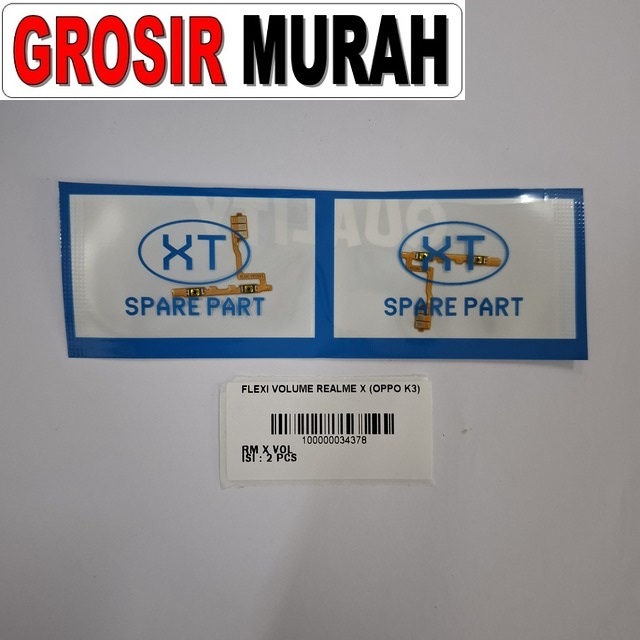 GROSIR MURAH
QUALITY
XT
SPARE PART
XT
SPARE PART
FLEXI VOLUME REALME X (OPPO K3)
100000034378
RM X VOL
ISI : 2 PCS